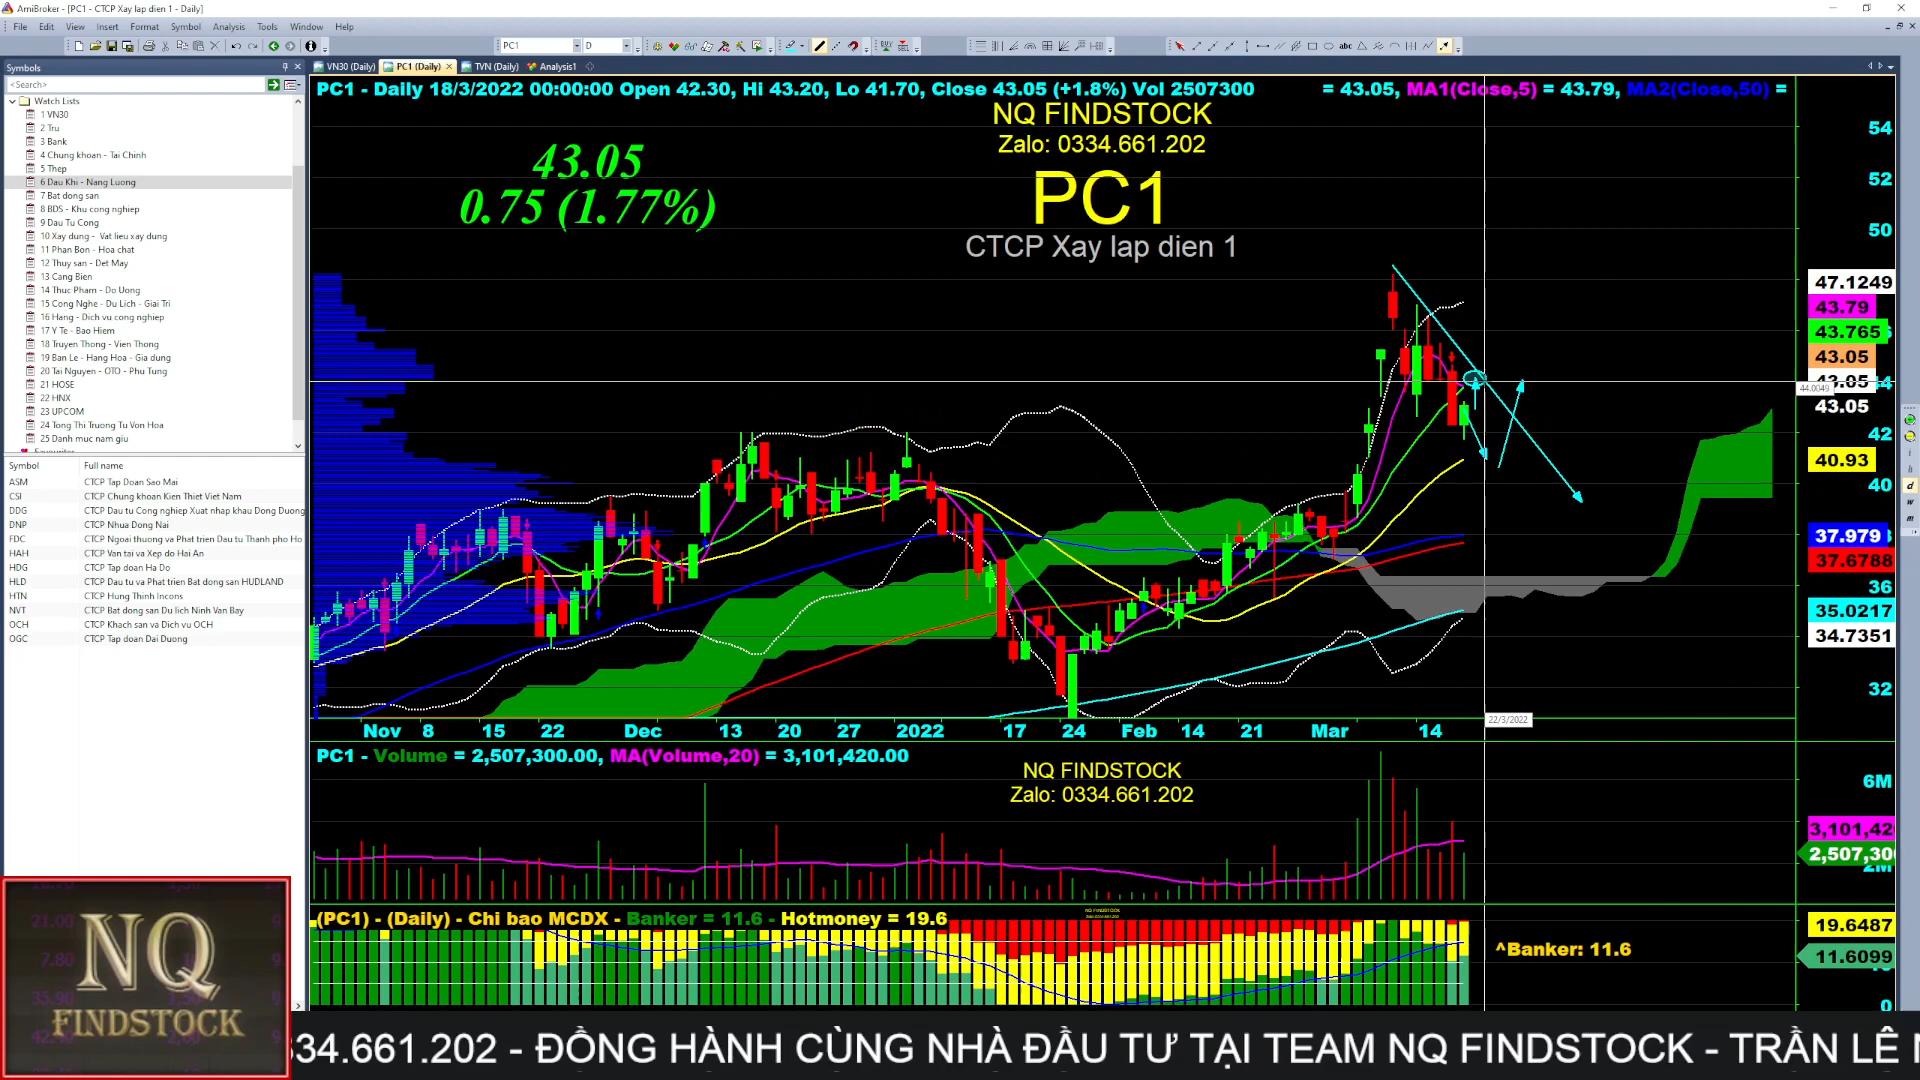 AmiBroker - [PC1 - CTCP Xay lap dien 1 - Daily]
File Edit View Insert Format Symbol Analysis Tools Window Help
PC1 D
Symbols
VN30 (Daily) PC1 (Daily) TVN (Daily) Analysis1
<Search>
Watch Lists
1 VN30
2 Tru
3 Bank
4 Chung khoan - Tai Chinh
5 Thep
6 Dau Khi - Nang Luong
7 Bat dong san
8 BDS - Khu cong nghiep
9 Dau Tu Cong
10 Xay dung - Vat lieu xay dung
11 Phan Bon - Hoa chat
12 Thuy san - Det May
13 Cang Bien
14 Thuc Pham - Do Uong
15 Cong Nghe - Du Lich - Giai Tri
16 Hang - Dich vu cong nghiep
17 Y Te - Bao Hiem
18 Truyen Thong - Vien Thong
19 Ban Le - Hang Hoa - Gia dung
20 Tai Nguyen - OTO - Phu Tung
21 HOSE
22 HNX
23 UPCOM
24 Tong Thi Truong Tu Von Hoa
25 Danh muc nam giu
Symbol Full name
ASM CTCP Tap Doan Sao Mai
CSI CTCP Chung khoan Kien Thiet Viet Nam
DDG CTCP Dau tu Cong nghiep Xuat nhap khau Dong Duong
DNP CTCP Nhua Dong Nai
FDC CTCP Ngoai thuong va Phat trien Dau tu Thanh pho Ho
HAH CTCP Van tai va Xep do Hai An
HDG CTCP Tap doan Ha Do
HLD CTCP Dau tu va Phat trien Bat dong san HUDLAND
HTN CTCP Hung Thinh Incons
NVT CTCP Bat dong san Du lich Ninh Van Bay
OCH CTCP Khach san va Dich vu OCH
OGC CTCP Tap doan Dai Duong
PC1 - Daily 18/3/2022 00:00:00 Open 42.30, Hi 43.20, Lo 41.70, Close 43.05 (+1.8%) Vol 2507300 = 43.05, MA1(Close,5) = 43.79, MA2(Close,50) =
NQ FINDSTOCK
Zalo: 0334.661.202
PC1
CTCP Xay lap dien 1
43.05
0.75 (1.77%)
54
52
50
47.1249
43.79
43.765
43.05
43.05
44.0049
43.05
42
40.93
40
37.979
37.6788
36
35.0217
34.7351
32
Nov 8 15 22 Dec 13 20 27 2022 17 24 Feb 14 21 Mar 14
22/3/2022
PC1 - Volume = 2,507,300.00, MA(Volume,20) = 3,101,420.00
NQ FINDSTOCK
Zalo: 0334.661.202
6M
3,101,42
2,507,30
2M
(PC1) - (Daily) - Chi bao MCDX - Banker = 11.6 - Hotmoney = 19.6
^Banker: 11.6
19.6487
11.6099
0
NQ
FINDSTOCK
334.661.202 - ĐỒNG HÀNH CÙNG NHÀ ĐẦU TƯ TẠI TEAM NQ FINDSTOCK - TRẦN LÊ